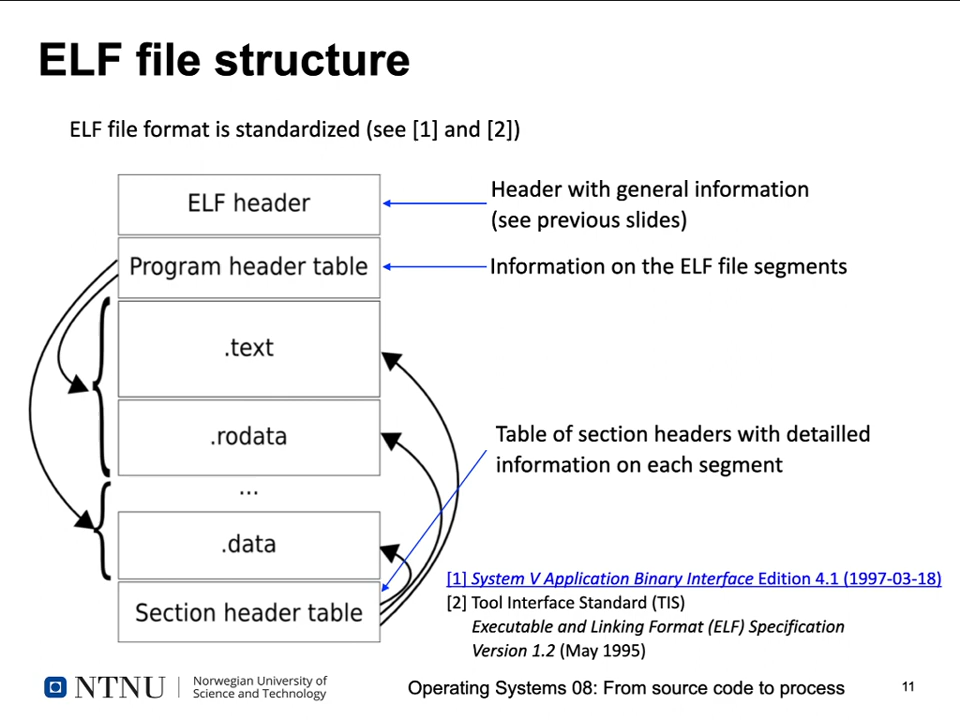 ELF file structure
ELF file format is standardized (see [1] and [2])
ELF header
Header with general information
(see previous slides)
Program header table
Information on the ELF file segments
.text
.rodata
Table of section headers with detailled
information on each segment
...
.data
Section header table
[1] System V Application Binary Interface Edition 4.1 (1997-03-18)
[2] Tool Interface Standard (TIS)
Executable and Linking Format (ELF) Specification
Version 1.2 (May 1995)
NTNU
Norwegian University of
Science and Technology
Operating Systems 08: From source code to process
11